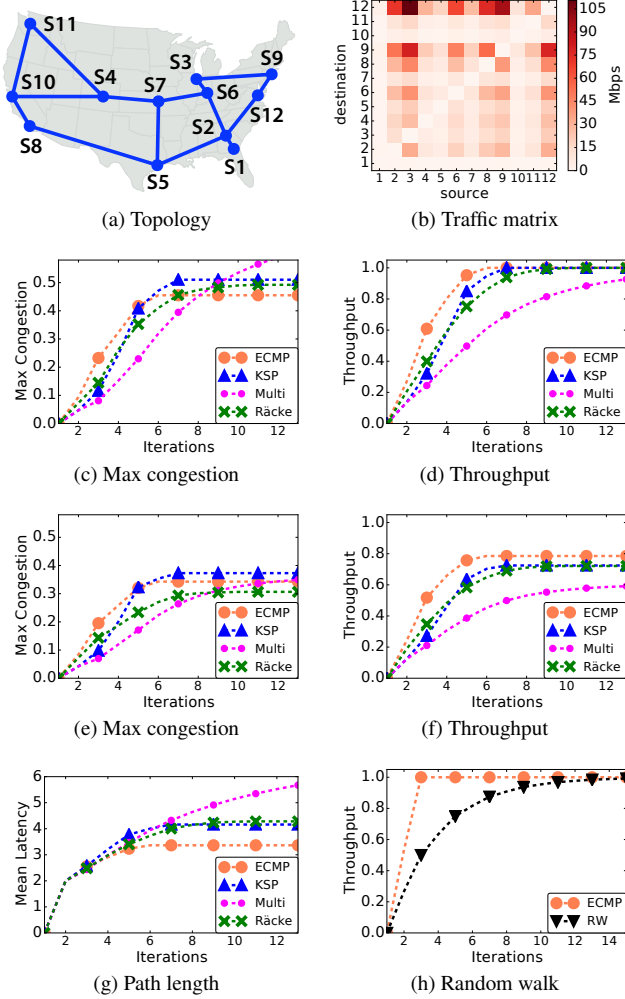 S11
S10
S4
S7
S3
S6
S9
S2
S12
S8
S5
S1
(a) Topology
destination
12
11
10
9
8
7
6
5
4
3
2
1
1 2 3 4 5 6 7 8 9 10 11 12
source
105
90
75
60
45
30
15
0
Mbps
(b) Traffic matrix
Max Congestion
0.5
0.4
0.3
0.2
0.1
0.0
2 4 6 8 10 12
Iterations
ECMP
KSP
Multi
Räcke
(c) Max congestion
Throughput
1.0
0.8
0.6
0.4
0.2
0.0
2 4 6 8 10 12
Iterations
ECMP
KSP
Multi
Räcke
(d) Throughput
Max Congestion
0.5
0.4
0.3
0.2
0.1
0.0
2 4 6 8 10 12
Iterations
ECMP
KSP
Multi
Räcke
(e) Max congestion
Throughput
1.0
0.8
0.6
0.4
0.2
0.0
2 4 6 8 10 12
Iterations
ECMP
KSP
Multi
Räcke
(f) Throughput
Mean Latency
6
5
4
3
2
1
0
2 4 6 8 10 12
Iterations
ECMP
KSP
Multi
Räcke
(g) Path length
Throughput
1.0
0.8
0.6
0.4
0.2
0.0
2 4 6 8 10 12 14
Iterations
ECMP
RW
(h) Random walk